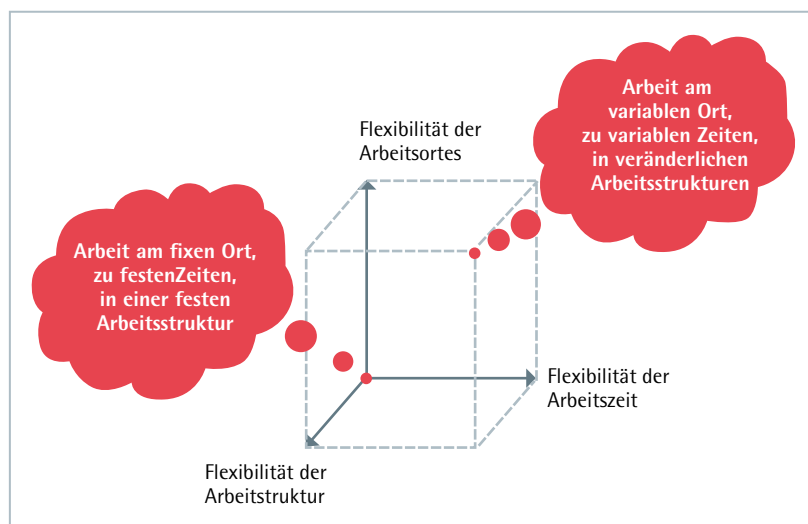 Arbeit am
variablen Ort,
zu variablen Zeiten,
in veränderlichen
Arbeitsstrukturen
Flexibilität der
Arbeitsortes
Arbeit am fixen Ort,
zu festenZeiten,
in einer festen
Arbeitsstruktur
Flexibilität der
Arbeitszeit
Flexibilität der
Arbeitstruktur